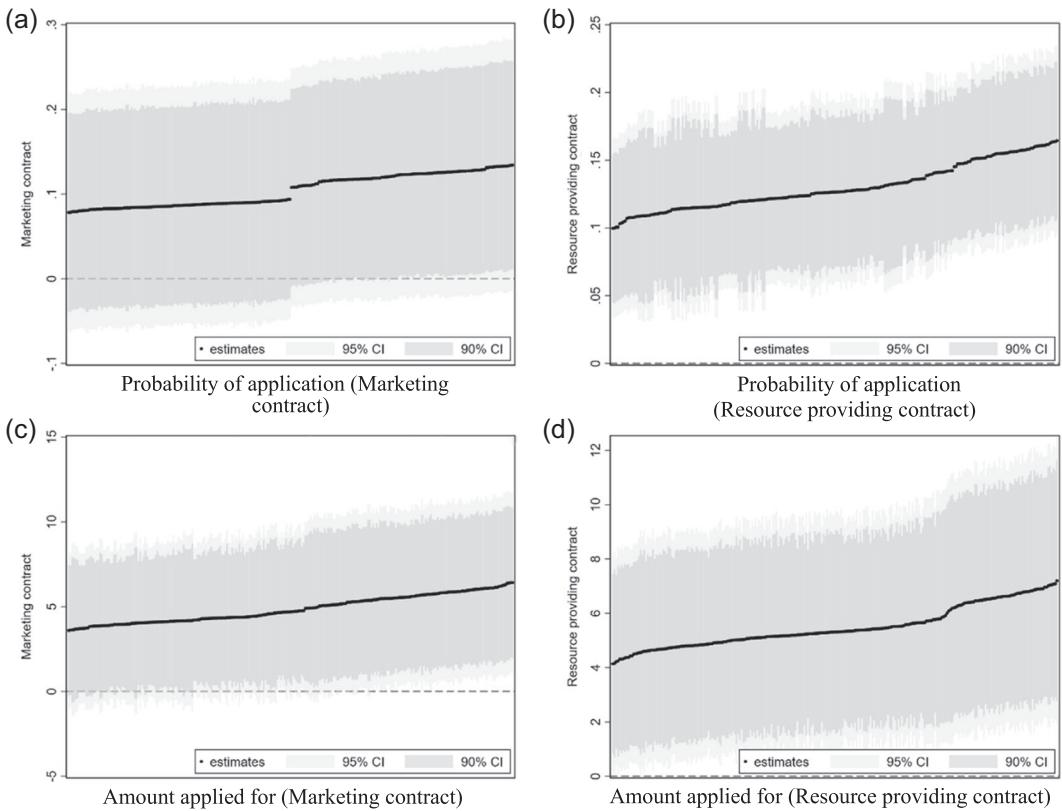 (a)
.3
.2
.1
0
-.1
Marketing contract
• estimates 95% CI 90% CI
Probability of application (Marketing
contract)
(b)
.25
.2
.15
.1
.05
0
Resource providing contract
• estimates 95% CI 90% CI
Probability of application
(Resource providing contract)
(c)
15
10
5
0
-5
Marketing contract
• estimates 95% CI 90% CI
Amount applied for (Marketing contract)
(d)
12
10
8
6
4
2
0
Resource providing contract
• estimates 95% CI 90% CI
Amount applied for (Resource providing contract)